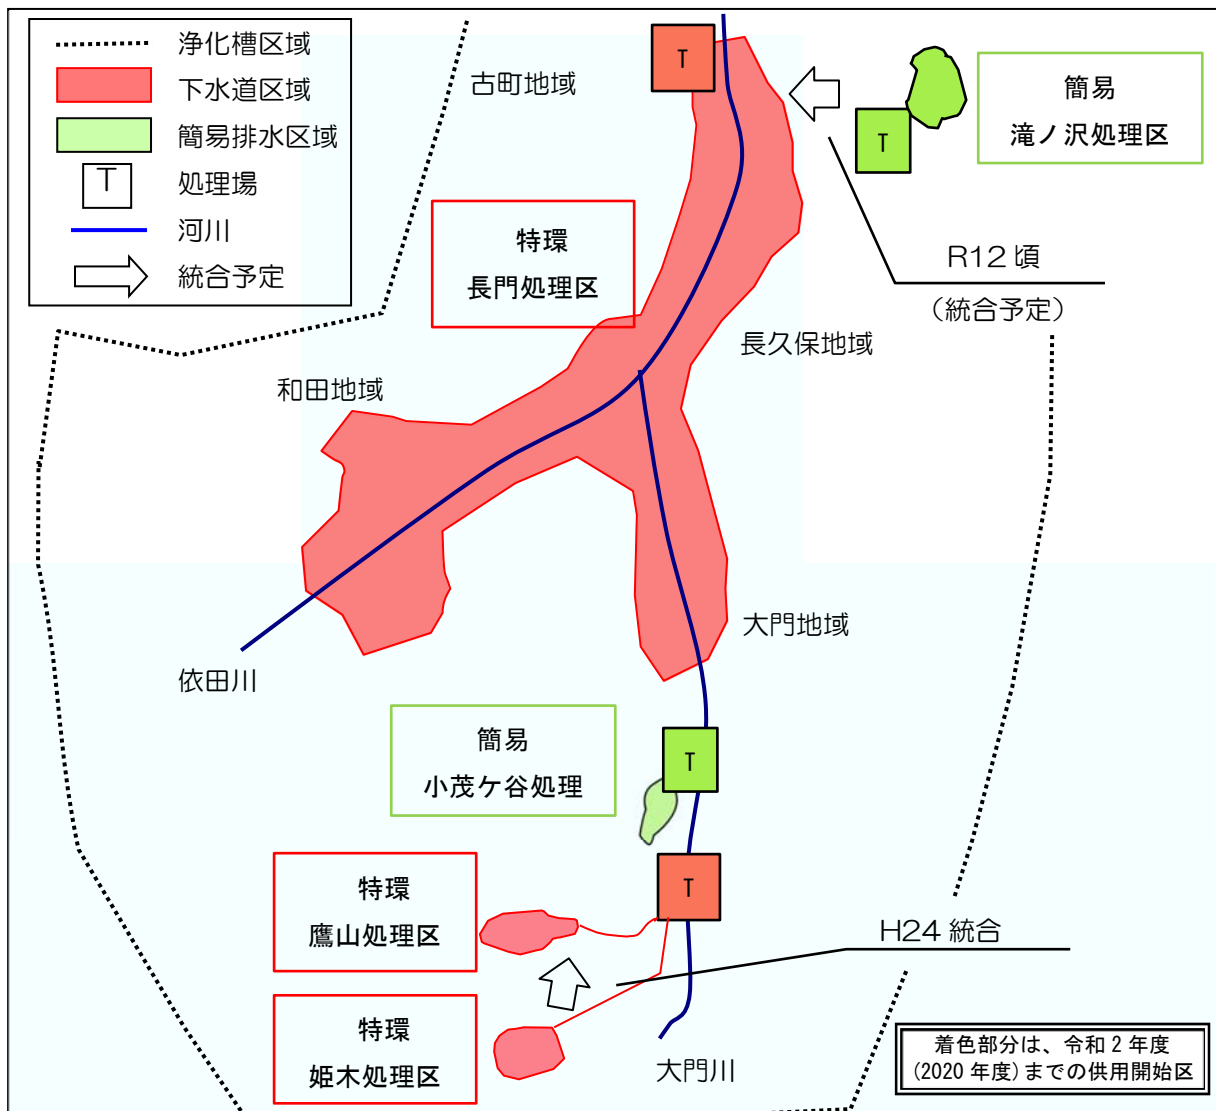 浄化槽区域
下水道区域
簡易排水区域
T
処理場
河川
統合予定
古町地域
T
簡易
滝ノ沢処理区
T
特環
長門処理区
R12 頃
（統合予定）
長久保地域
和田地域
大門地域
依田川
簡易
小茂ケ谷処理
T
特環
鷹山処理区
T
H24 統合
特環
姫木処理区
大門川
着色部分は、令和 2 年度
(2020 年度)までの供用開始区